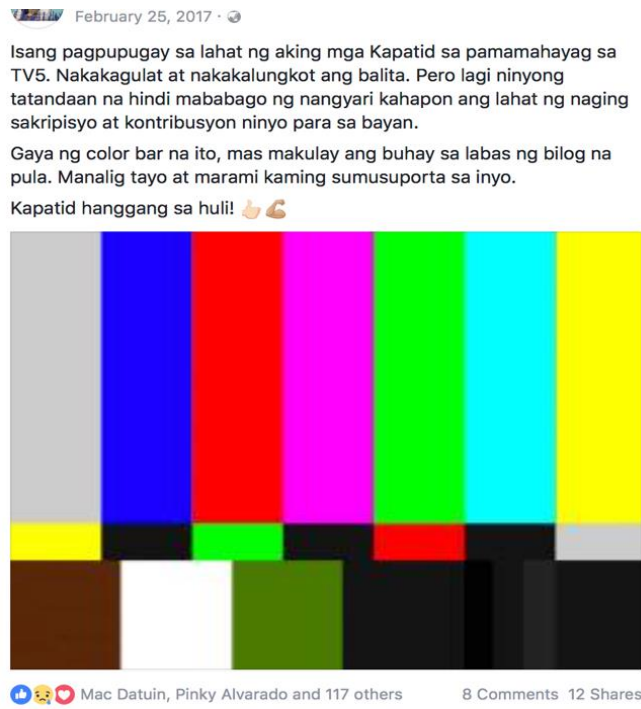 February 25, 2017
Isang pagpupugay sa lahat ng aking mga Kapatid sa pamamahayag sa
TV5. Nakakagulat at nakakalungkot ang balita. Pero lagi ninyong
tatandaan na hindi mababago ng nangyari kahapon ang lahat ng naging
sakripisyo at kontribusyon ninyo para sa bayan.
Gaya ng color bar na ito, mas makulay ang buhay sa labas ng bilog na
pula. Manalig tayo at marami kaming sumusuporta sa inyo.
Kapatid hanggang sa huli! 👍🏻 💪🏼
Mac Datuin, Pinky Alvarado and 117 others 8 Comments 12 Shares